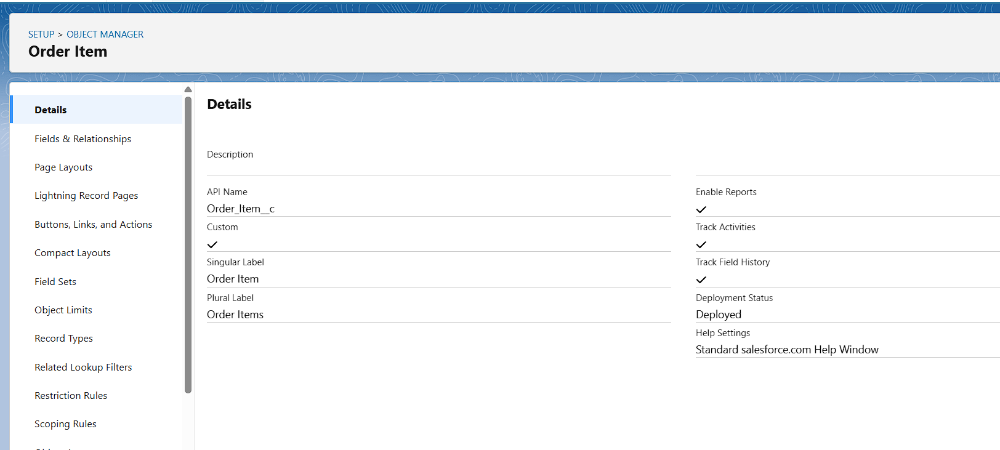 SETUP > OBJECT MANAGER
Order Item
Details
Fields & Relationships
Page Layouts
Lightning Record Pages
Buttons, Links, and Actions
Compact Layouts
Field Sets
Object Limits
Record Types
Related Lookup Filters
Restriction Rules
Scoping Rules
Details
Description
API Name
Order_Item__c
Custom
Singular Label
Order Item
Plural Label
Order Items
Enable Reports
Track Activities
Track Field History
Deployment Status
Deployed
Help Settings
Standard salesforce.com Help Window